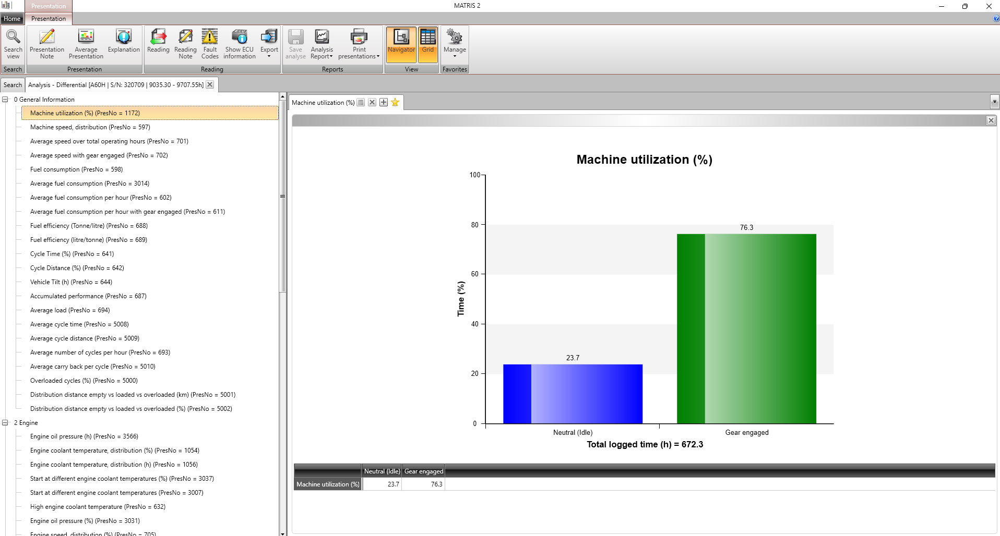 Presentation
MATRIS 2
Home
Presentation
Search view
Presentation Note
Average Presentation
Explanation
Reading
Reading Note
Fault Codes
Show ECU information
Export
Save analyse
Analysis Report
Print presentations
Navigator
Grid
Manage
Search
Presentation
Reading
Reports
View
Favorites
Search
Analysis - Differential [A60H | S/N: 320709 | 9035.30 - 9707.55h]
0 General Information
Machine utilization (%) (PresNo = 1172)
Machine speed, distribution (PresNo = 597)
Average speed over total operating hours (PresNo = 701)
Average speed with gear engaged (PresNo = 702)
Fuel consumption (PresNo = 598)
Average fuel consumption (PresNo = 3014)
Average fuel consumption per hour (PresNo = 602)
Average fuel consumption per hour with gear engaged (PresNo = 611)
Fuel efficiency (Tonne/litre) (PresNo = 688)
Fuel efficiency (litre/tonne) (PresNo = 689)
Cycle Time (%) (PresNo = 641)
Cycle Distance (%) (PresNo = 642)
Vehicle Tilt (h) (PresNo = 644)
Accumulated performance (PresNo = 687)
Average load (PresNo = 694)
Average cycle time (PresNo = 5008)
Average cycle distance (PresNo = 5009)
Average number of cycles per hour (PresNo = 693)
Average carry back per cycle (PresNo = 5010)
Overloaded cycles (%) (PresNo = 5000)
Distribution distance empty vs loaded vs overloaded (km) (PresNo = 5001)
Distribution distance empty vs loaded vs overloaded (%) (PresNo = 5002)
2 Engine
Engine oil pressure (h) (PresNo = 3566)
Engine coolant temperature, distribution (%) (PresNo = 1054)
Engine coolant temperature, distribution (h) (PresNo = 1056)
Start at different engine coolant temperatures (%) (PresNo = 3037)
Start at different engine coolant temperatures (PresNo = 3007)
High engine coolant temperature (PresNo = 632)
Engine oil pressure (%) (PresNo = 3031)
Engine speed, distribution (%) (PresNo = 705)
Machine utilization (%)
Machine utilization (%)
100
80
60
40
20
0
Time (%)
76.3
23.7
Neutral (Idle)
Gear engaged
Total logged time (h) = 672.3
Neutral (Idle) Gear engaged
Machine utilization (%) 23.7 76.3